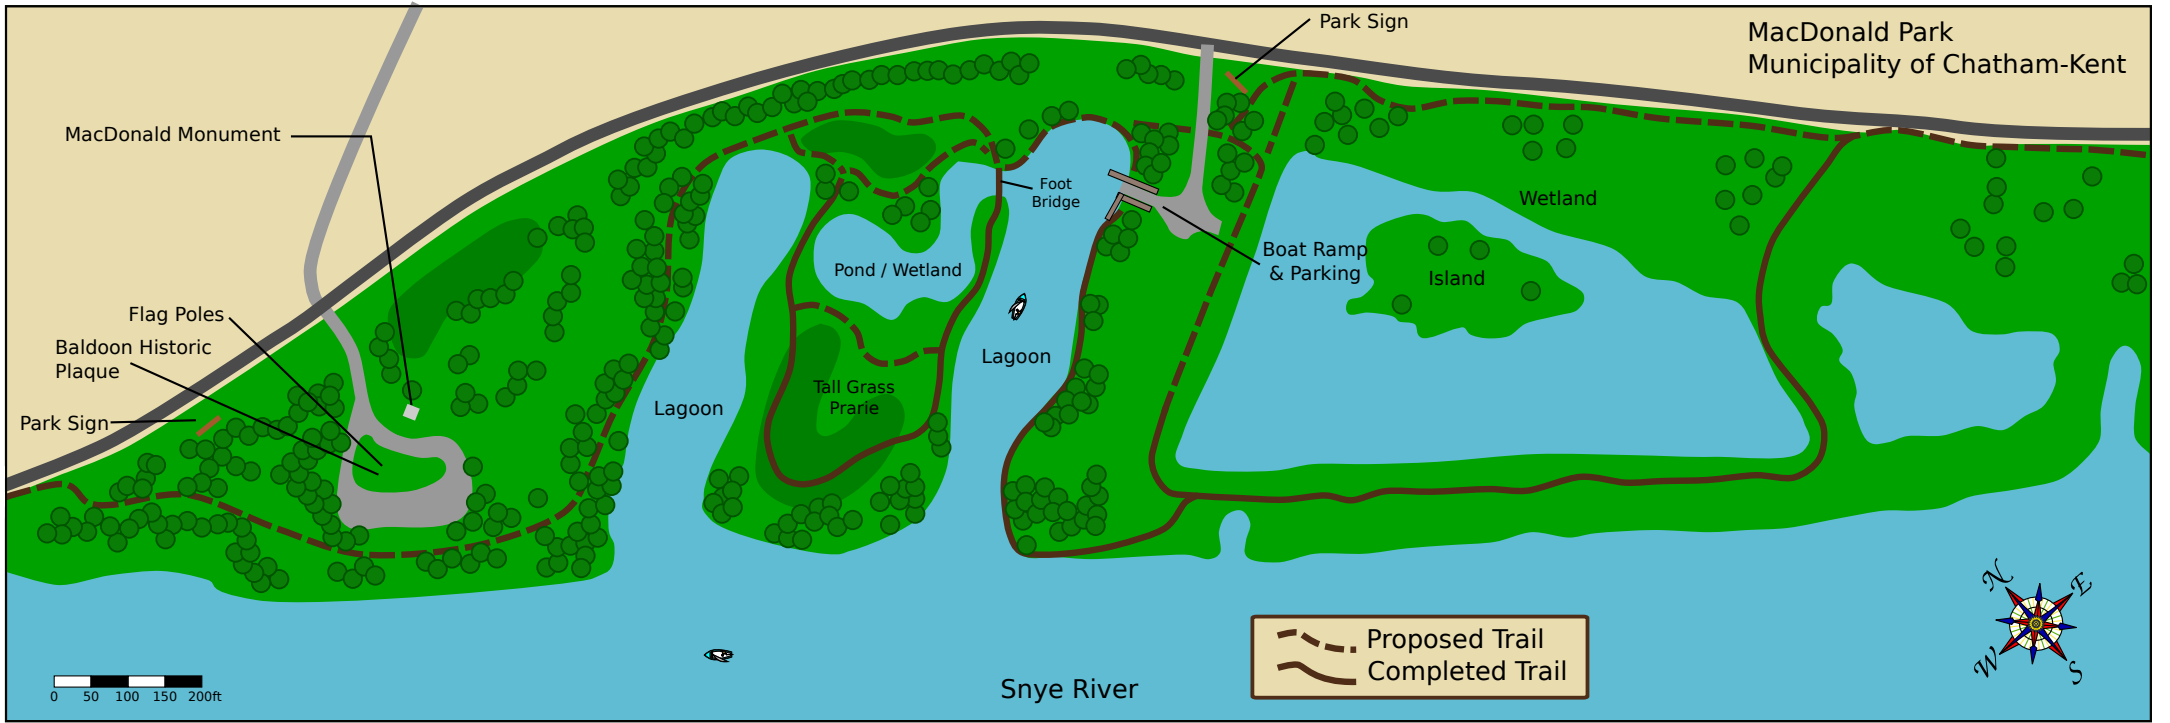 Park Sign
MacDonald Park
Municipality of Chatham-Kent
MacDonald Monument
Foot
Bridge
Wetland
Boat Ramp
& Parking
Pond / Wetland
Island
Flag Poles
Baldoon Historic
Plaque
Lagoon
Tall Grass
Prarie
Lagoon
Park Sign
N
E
W
S
Proposed Trail
Completed Trail
Snye River
0 50 100 150 200ft